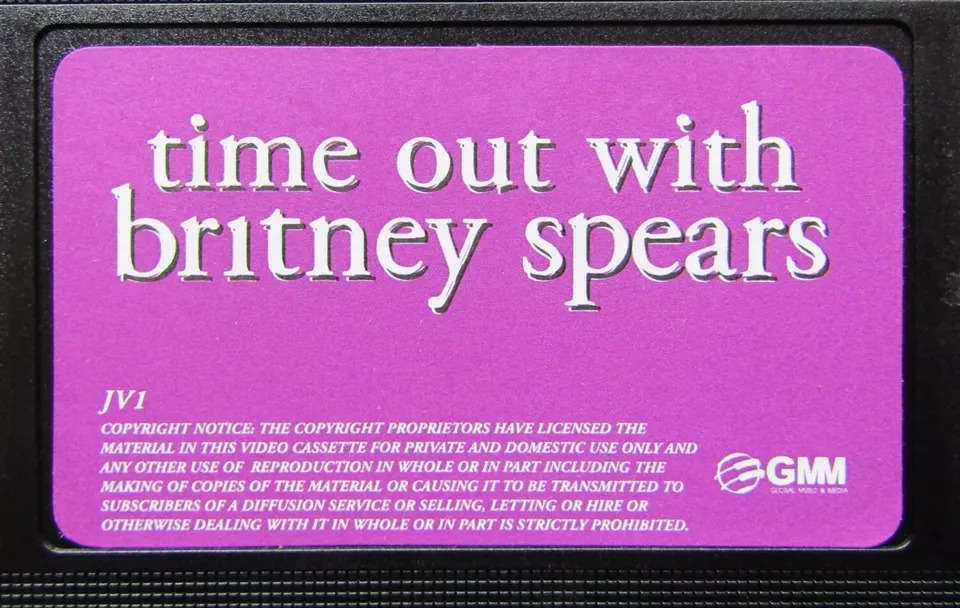 time out with
britney spears
JV1
COPYRIGHT NOTICE: THE COPYRIGHT PROPRIETORS HAVE LICENSED THE
MATERIAL IN THIS VIDEO CASSETTE FOR PRIVATE AND DOMESTIC USE ONLY AND
ANY OTHER USE OF REPRODUCTION IN WHOLE OR IN PART INCLUDING THE
MAKING OF COPIES OF THE MATERIAL OR CAUSING IT TO BE TRANSMITTED TO
SUBSCRIBERS OF A DIFFUSION SERVICE OR SELLING, LETTING OR HIRE OR
OTHERWISE DEALING WITH IT IN WHOLE OR IN PART IS STRICTLY PROHIBITED.
GMM
GLOBAL MUSIC & MEDIA